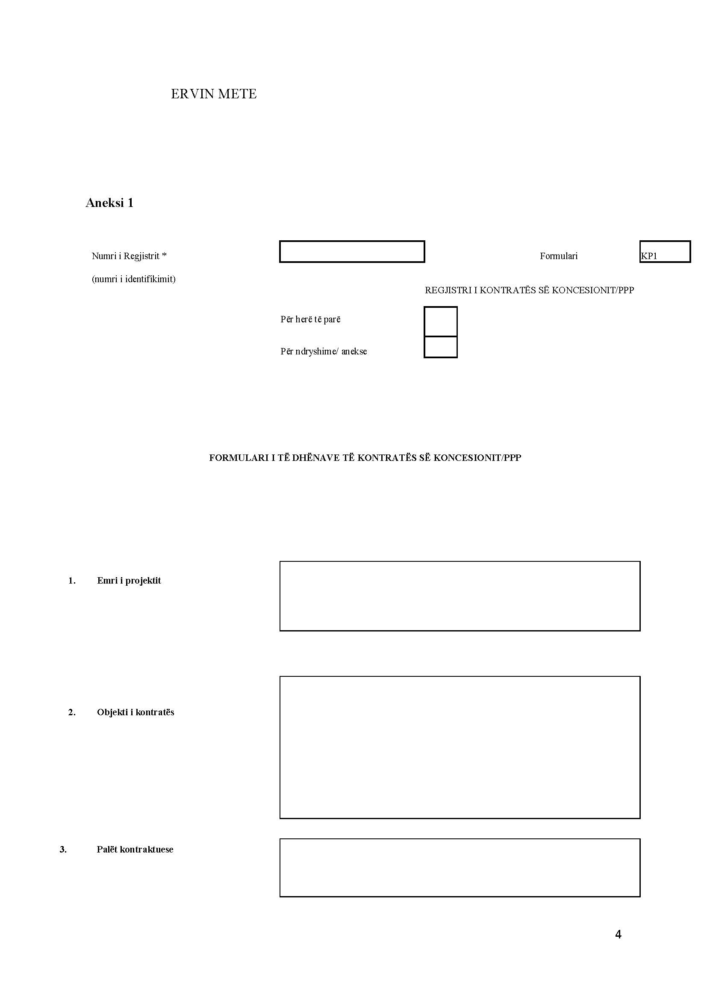 ERVIN METE
Aneksi 1
Numri i Regjistrit * Formulari KP1
(numri i identifikimit)
REGJISTRI I KONTRATËS SË KONCESIONIT/PPP
Për herë të parë
Për ndryshime/ anekse
FORMULARI I TË DHËNAVE TË KONTRATËS SË KONCESIONIT/PPP
1. Emri i projektit
2. Objekti i kontratës
3. Palët kontraktuese
4